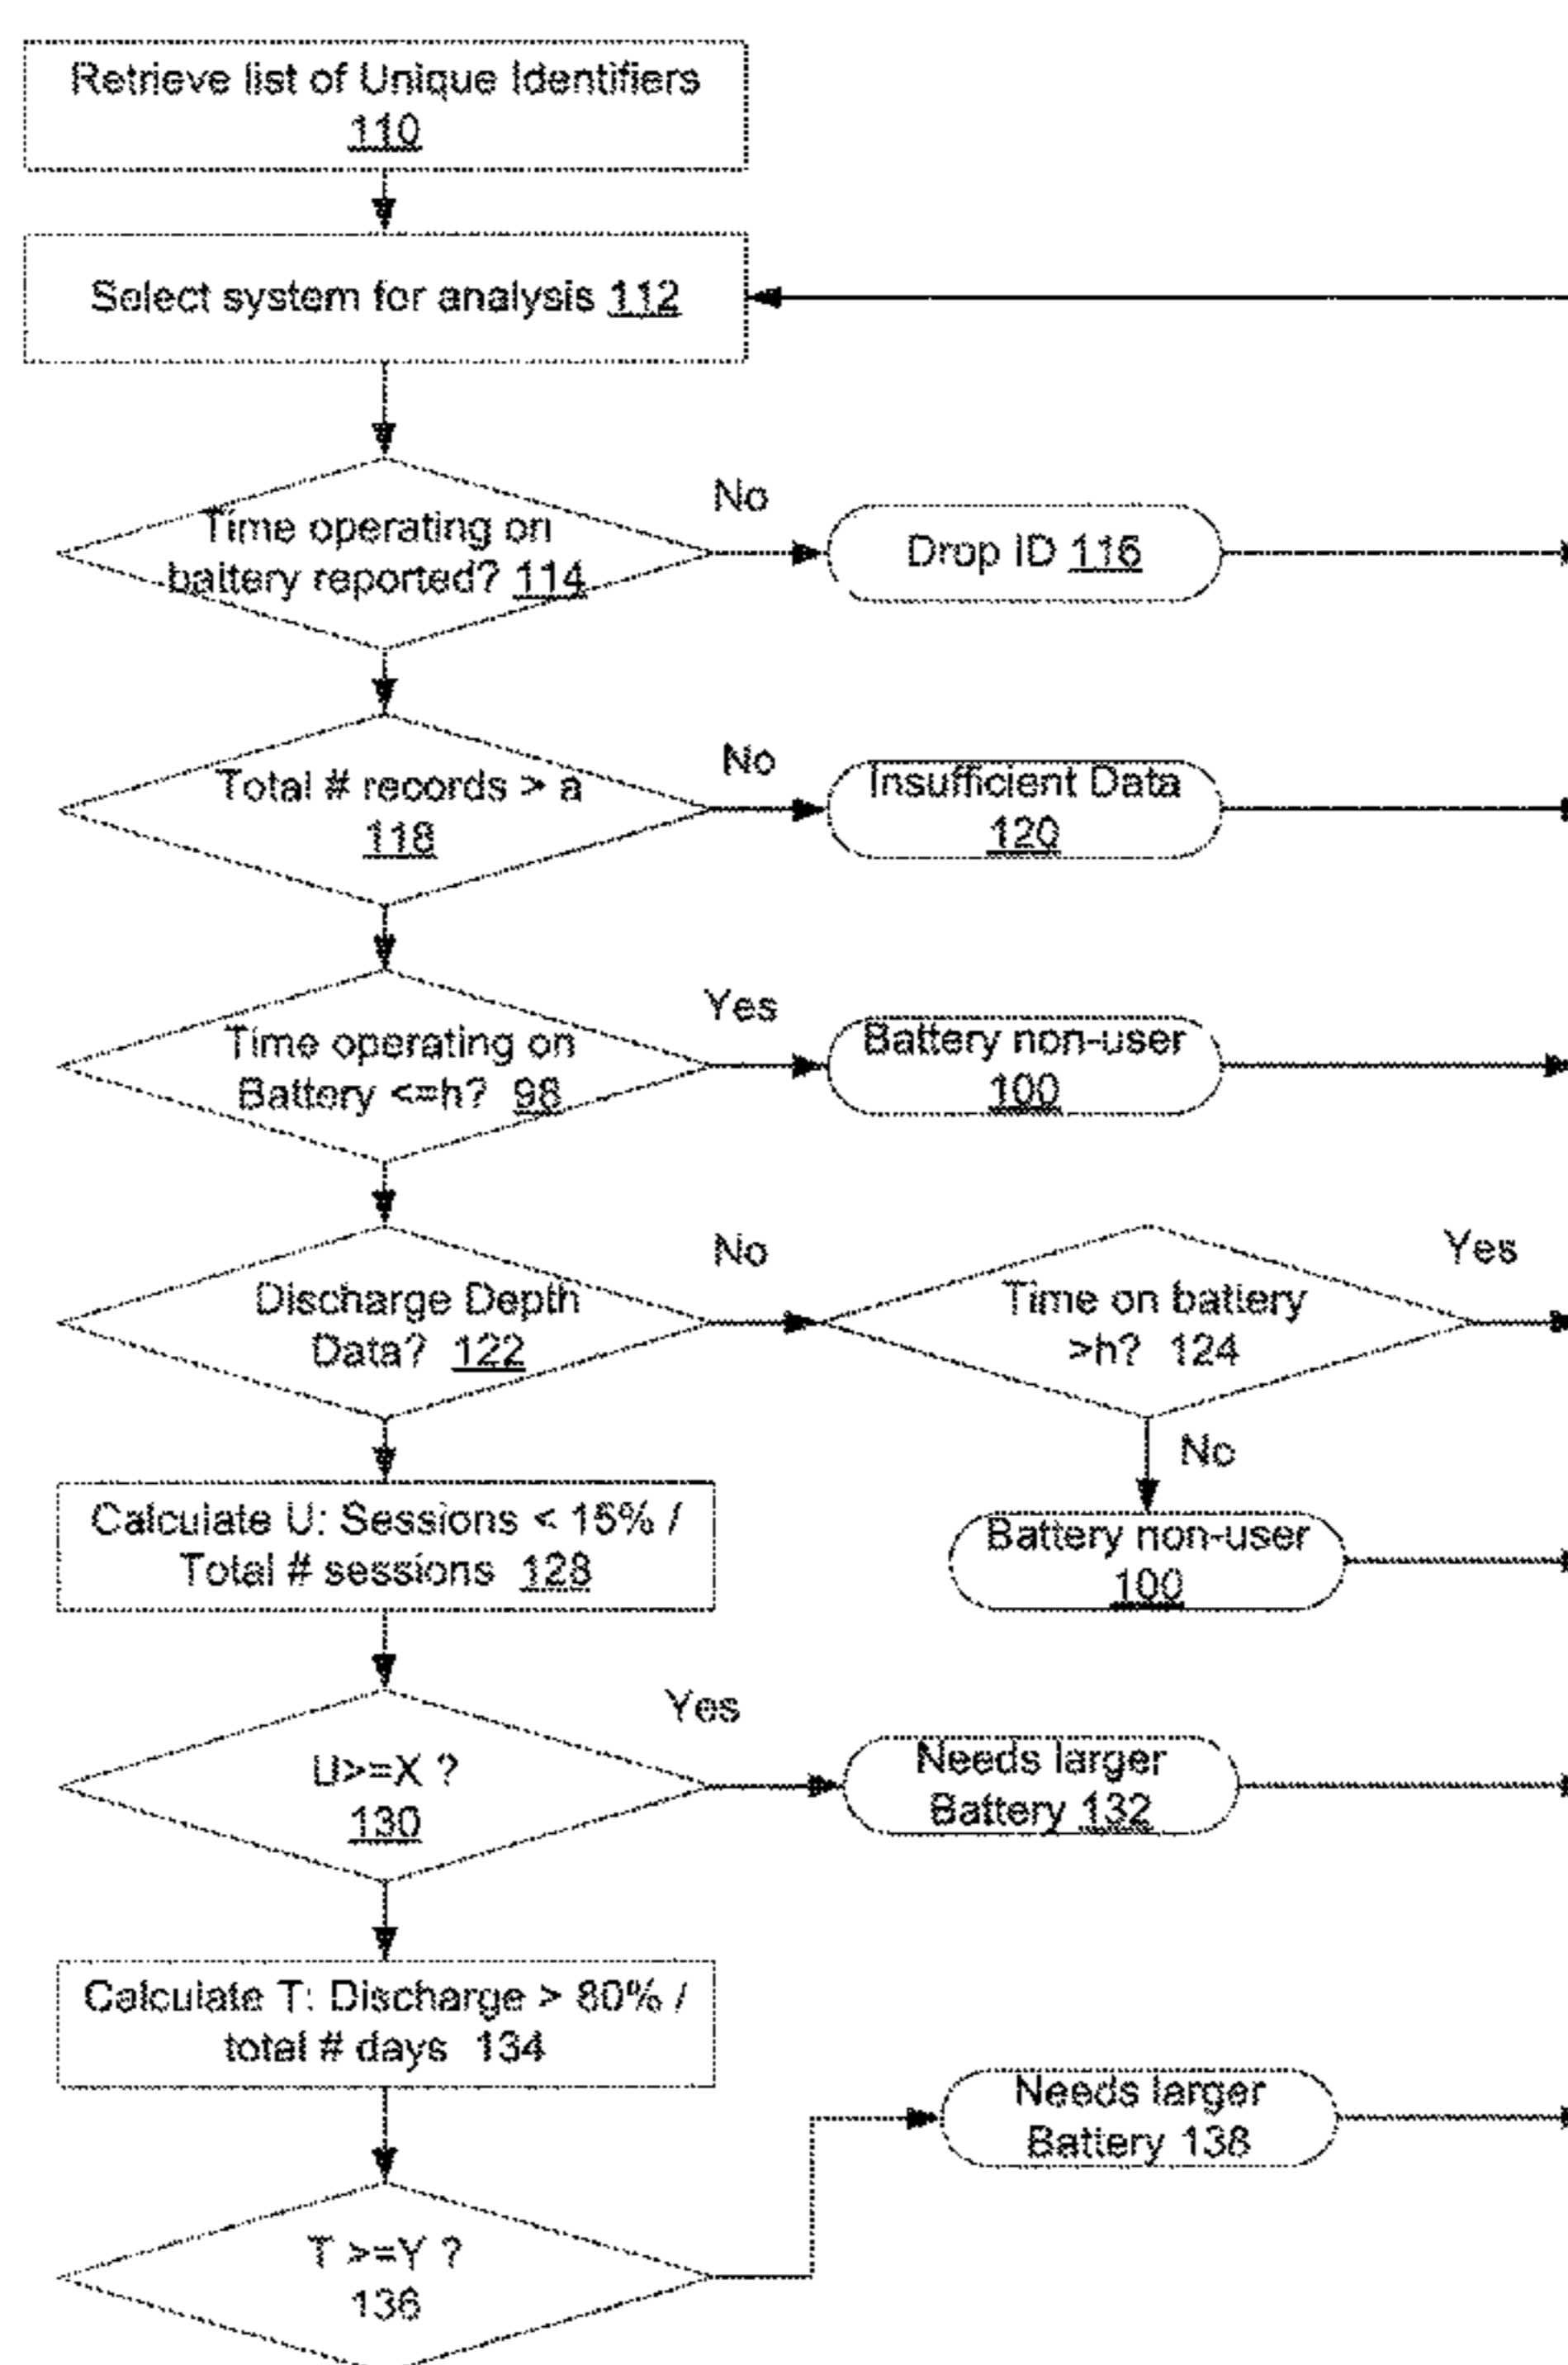 Retrieve list of Unique Identifiers
110
Select system for analysis 112
Time operating on
battery reported? 114
No
Drop ID 116
Total # records > a
118
No
Insufficient Data
120
Time operating on
Battery <=h? 98
Yes
Battery non-user
100
Discharge Depth
Data? 122
No
Time on battery
>h? 124
Yes
No
Battery non-user
100
Calculate U: Sessions < 15% /
Total # sessions 128
U>=X ?
130
Yes
Needs larger
Battery 132
Calculate T: Discharge > 80% /
total # days 134
Needs larger
Battery 138
T >=Y ?
136